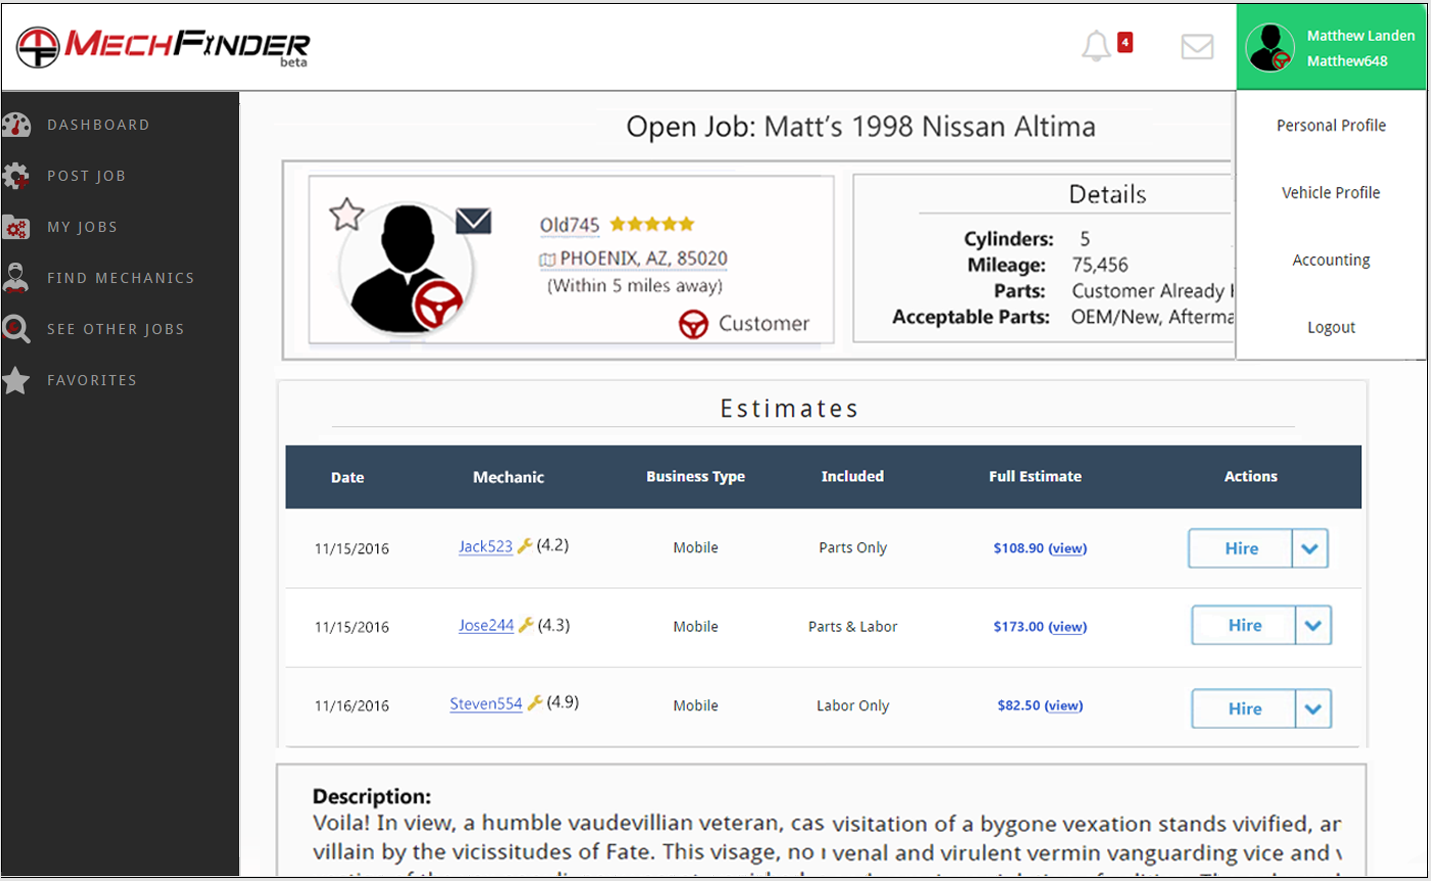 MECHFINDER
beta
4
Matthew Landen
Matthew648
Personal Profile
Vehicle Profile
Accounting
Logout
DASHBOARD
POST JOB
MY JOBS
FIND MECHANICS
SEE OTHER JOBS
FAVORITES
Open Job: Matt's 1998 Nissan Altima
Old745
PHOENIX, AZ, 85020
(Within 5 miles away)
Customer
Details
Cylinders: 5
Mileage: 75,456
Parts: Customer Already
Acceptable Parts: OEM/New, Afterma
Estimates
Date Mechanic Business Type Included Full Estimate Actions
11/15/2016 Jack523 (4.2) Mobile Parts Only $108.90 (view) Hire
11/15/2016 Jose244 (4.3) Mobile Parts & Labor $173.00 (view) Hire
11/16/2016 Steven554 (4.9) Mobile Labor Only $82.50 (view) Hire
Description:
Voila! In view, a humble vaudevillian veteran, cas visitation of a bygone vexation stands vivified, ar
villain by the vicissitudes of Fate. This visage, no venal and virulent vermin vanguarding vice and